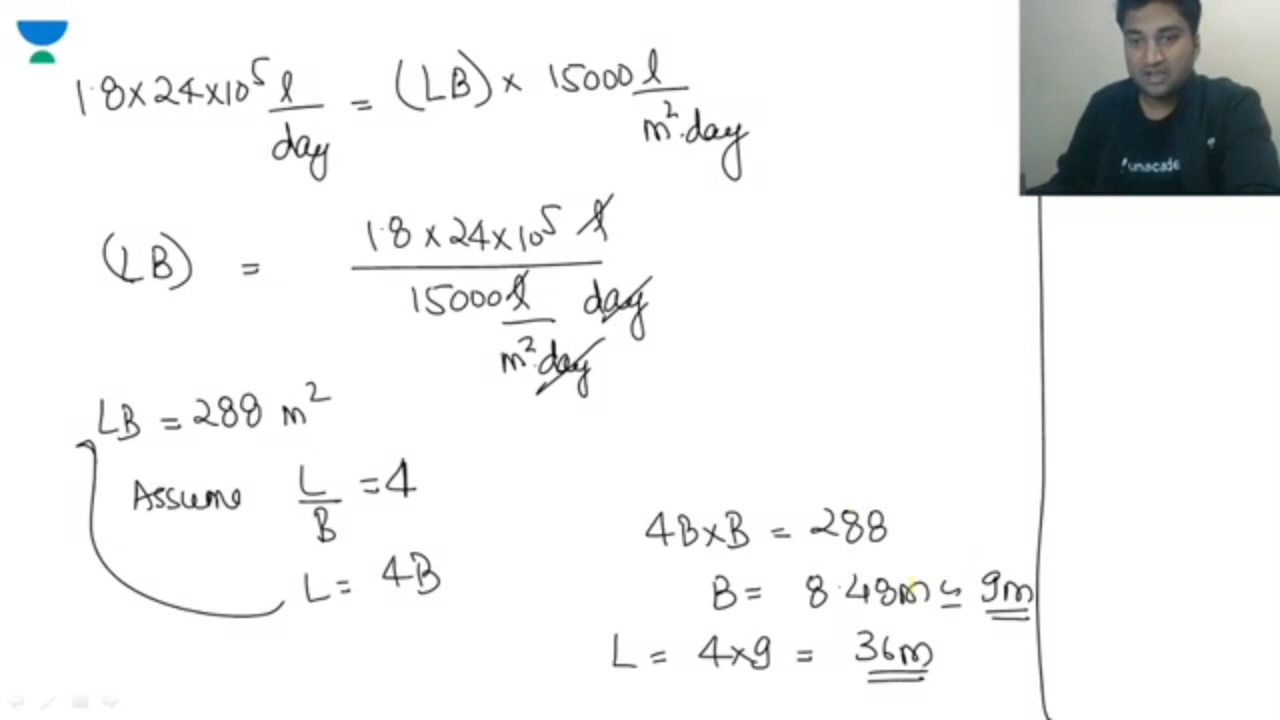 1.8×24×10⁵ l/day = (LB) × 15000 l/m².day
(LB) = 1.8×24×10⁵ l / 15000 l/m².day day
LB = 288 m²
Assume L/B = 4
L = 4B
4B×B = 288
B = 8.48m ≃ 9m
L = 4×9 = 36m
unacade